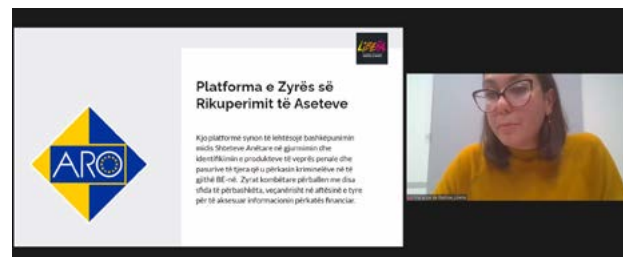 LIBERA
Platforma e Zyrës së
Rikuperimit të Aseteve
ARO
Kjo platformë synon të lehtësojë bashkëpunimin
midis Shteteve Anëtare në gjurmimin dhe
identifikimin e produkteve të veprës penale dhe
pasurive të tjera që u përkasin kriminelëve në të
gjithë BE-në. Zyrat kombëtare përballen me disa
sfida të përbashkëta, veçanërisht në aftësinë e tyre
për të aksesuar informacionin përkatës financiar.